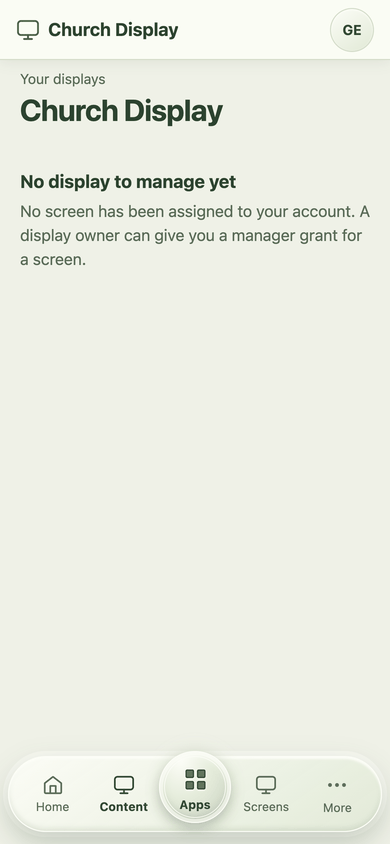 Church Display
GE
Your displays
Church Display
No display to manage yet
No screen has been assigned to your account. A
display owner can give you a manager grant for
a screen.
Home
Content
Apps
Screens
More